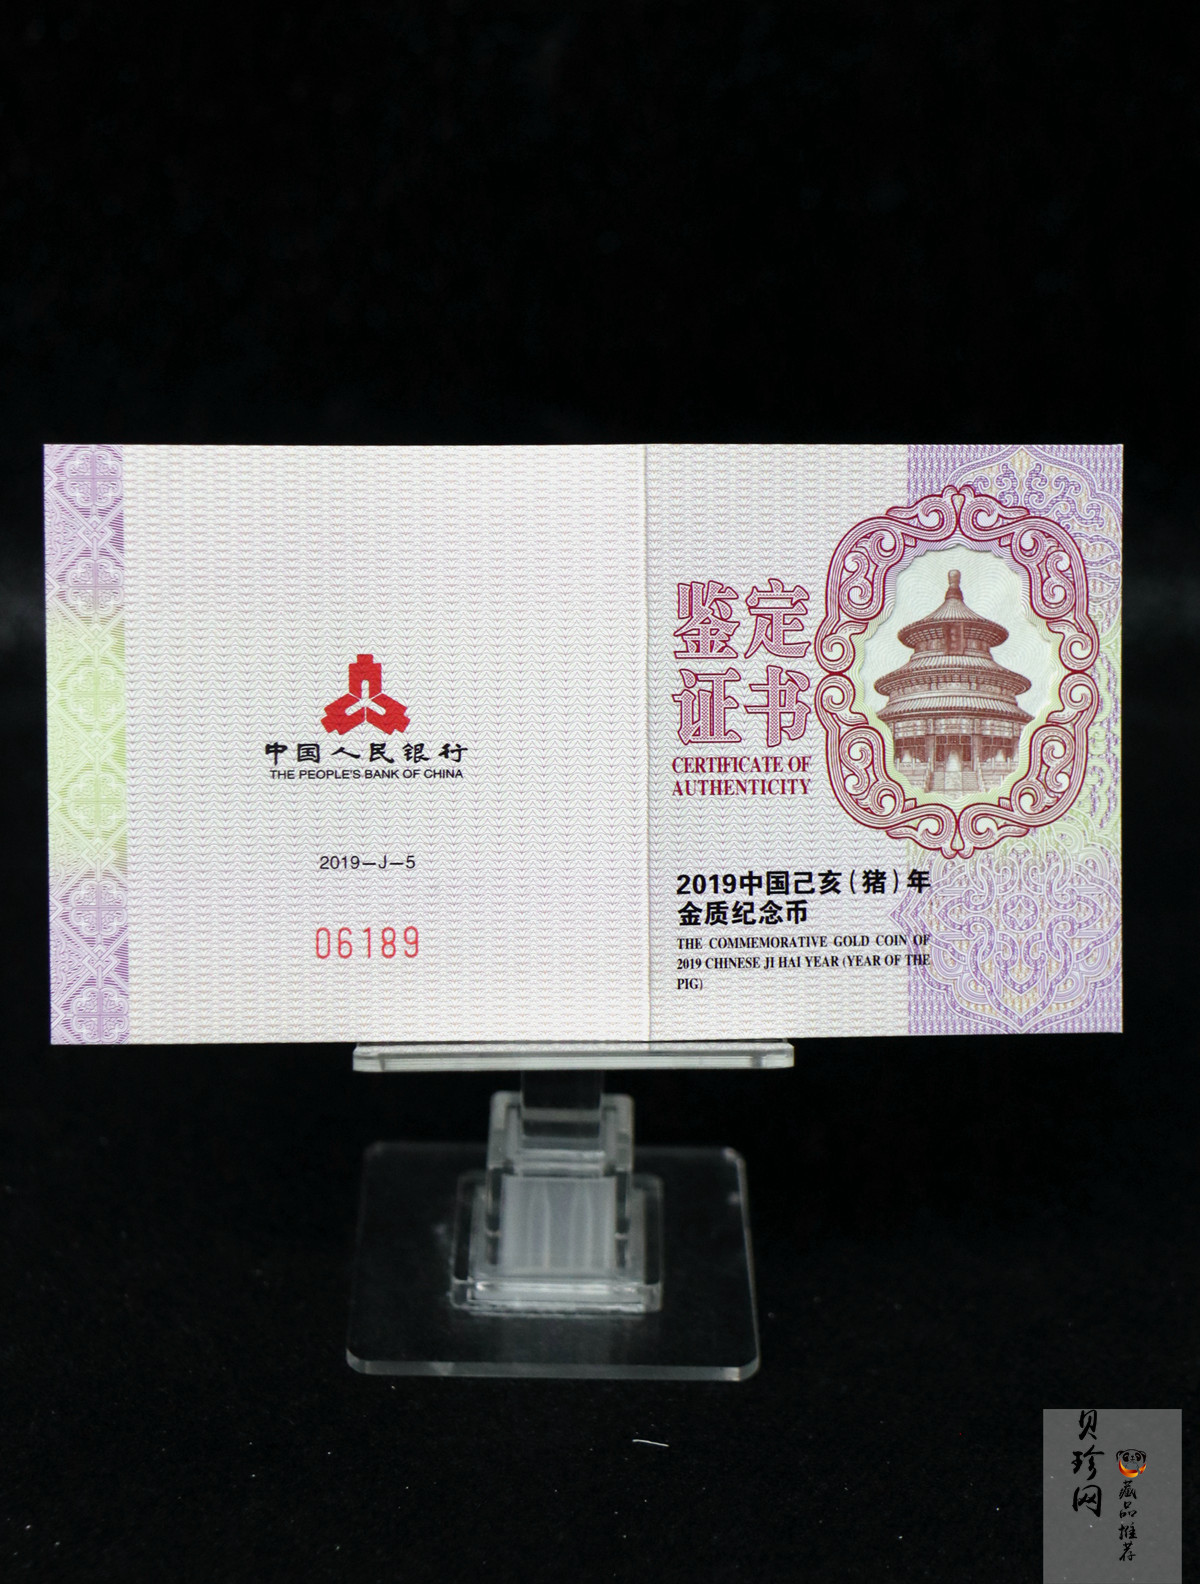 中国人民银行
THE PEOPLE'S BANK OF CHINA
2019—J—5
06189
鉴定
证书
CERTIFICATE OF
AUTHENTICITY
2019中国己亥（猪）年
金质纪念币
THE COMMEMORATIVE GOLD COIN OF
2019 CHINESE JI HAI YEAR (YEAR OF THE
PIG)
贝珍网
藏品推荐